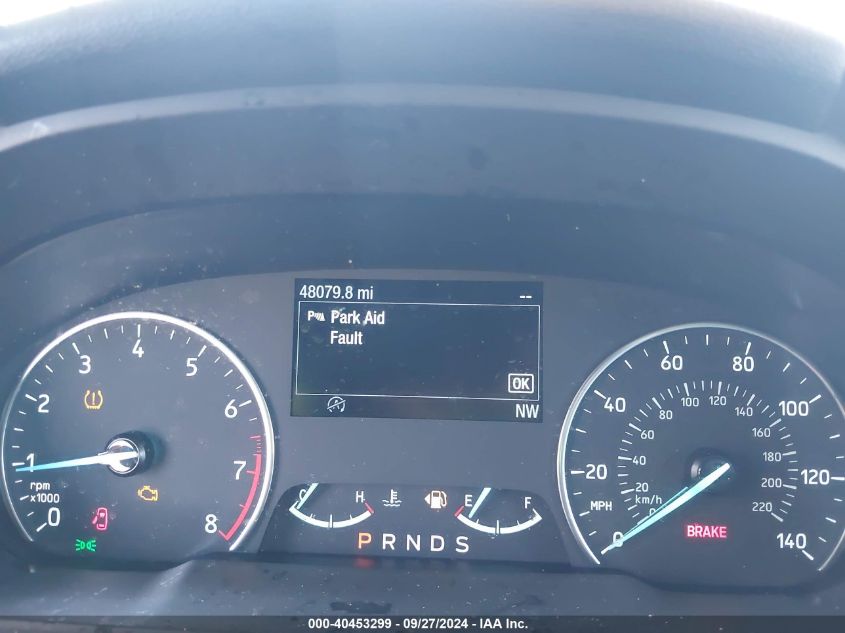 48079.8 mi --
Park Aid
Fault
OK
NW
0 1 2 3 4 5 6 7 8
rpm
x1000
C H
E F
P R N D S
0 20 40 60 80 100 120 140
MPH
0 20 40 60 80 100 120 140 160 180 200 220
km/h
BRAKE
000-40453299 - 09/27/2024 - IAA Inc.